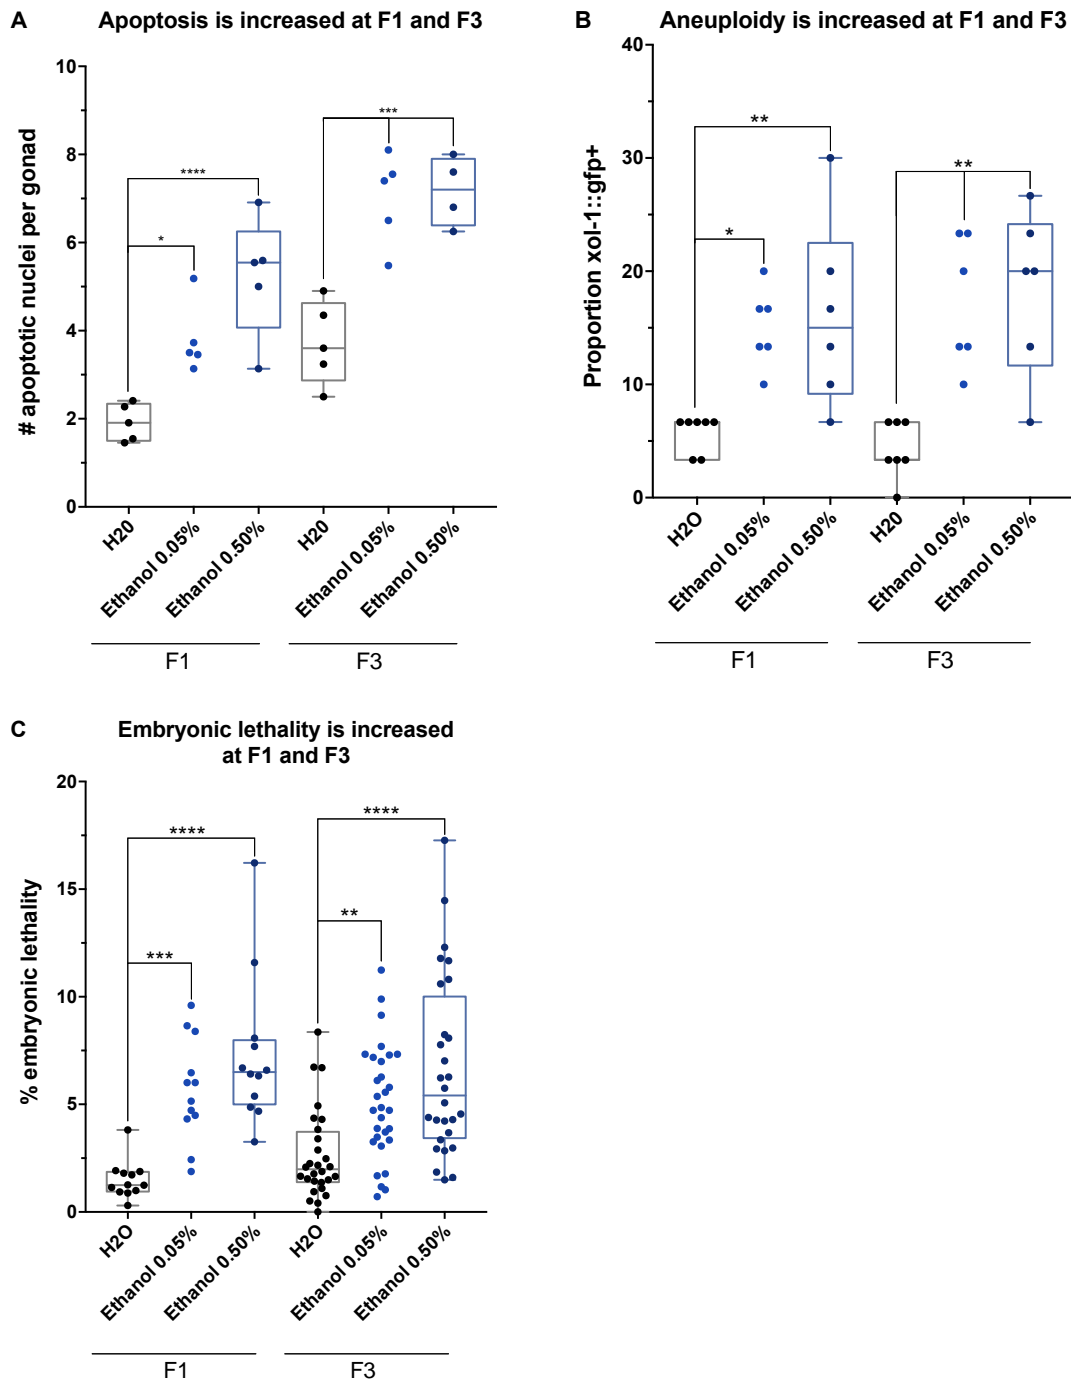 A
Apoptosis is increased at F1 and F3
# apoptotic nuclei per gonad
10
8
6
4
2
0
****
*
***
H20
Ethanol 0.05%
Ethanol 0.50%
H20
Ethanol 0.05%
Ethanol 0.50%
F1
F3
B
Aneuploidy is increased at F1 and F3
Proportion xol-1::gfp+
40
30
20
10
0
**
*
**
H2O
Ethanol 0.05%
Ethanol 0.50%
H20
Ethanol 0.05%
Ethanol 0.50%
F1
F3
C
Embryonic lethality is increased
at F1 and F3
% embryonic lethality
20
15
10
5
0
****
***
****
**
H2O
Ethanol 0.05%
Ethanol 0.50%
H2O
Ethanol 0.05%
Ethanol 0.50%
F1
F3